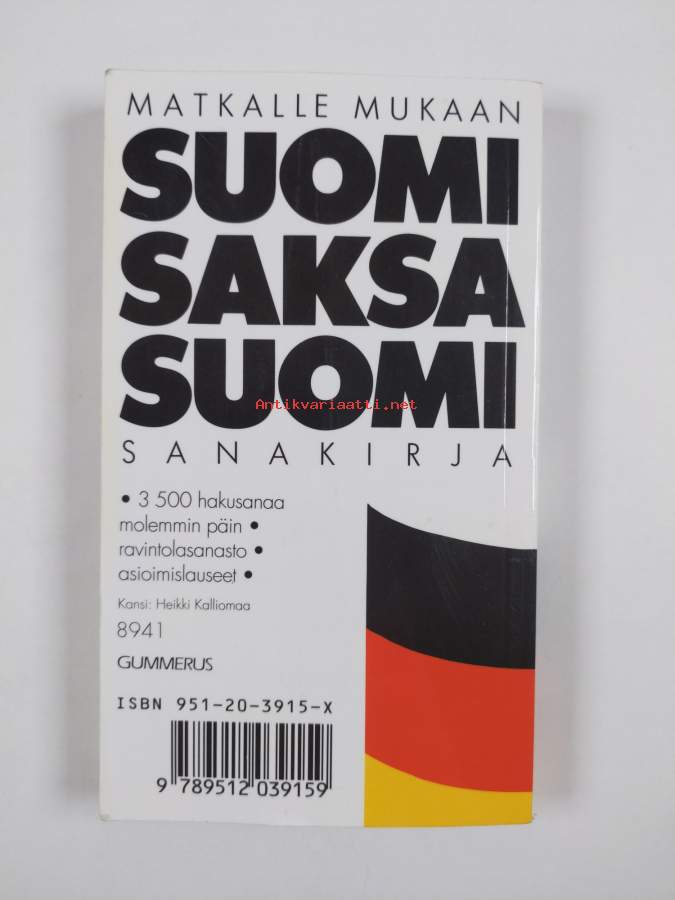 MATKALLE MUKAAN
SUOMI
SAKSA
SUOMI
Antikvariaatti.net
SANAKIRJA
• 3 500 hakusanaa
molemmin päin •
ravintolasanasto •
asioimislauseet •
Kansi: Heikki Kalliomaa
8941
GUMMERUS
ISBN 951-20-3915-X
9 789512 039159